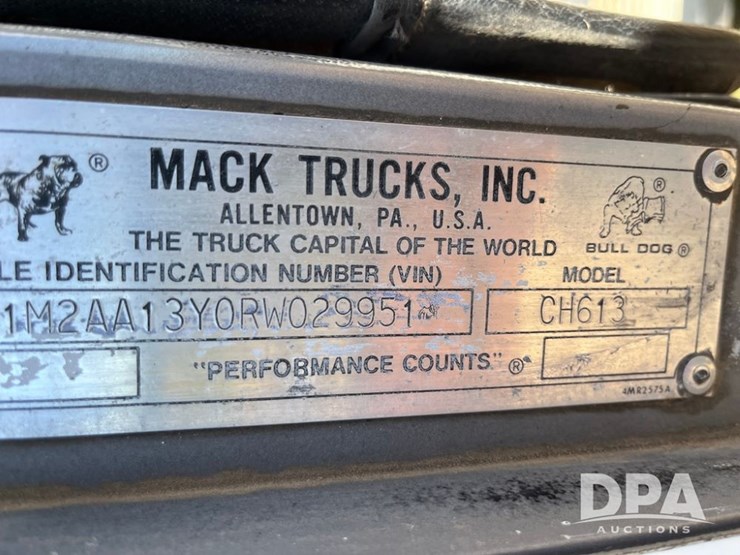 ® MACK TRUCKS, INC. ®
ALLENTOWN, PA., U.S.A.
THE TRUCK CAPITAL OF THE WORLD BULL DOG ®
LE IDENTIFICATION NUMBER (VIN) MODEL
1M2AA13Y0RW029951 CH613
"PERFORMANCE COUNTS" ®
4MR2575A
DPA
AUCTIONS